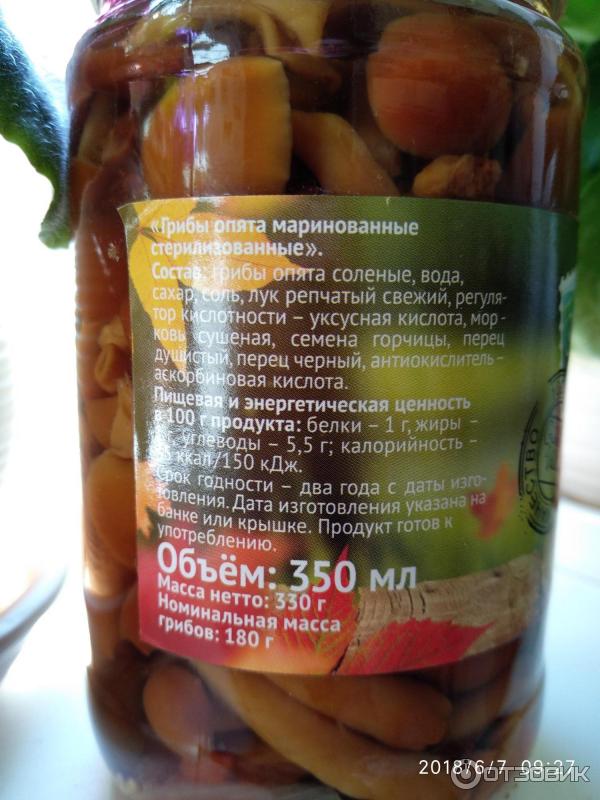 «Грибы опята маринованные
стерилизованные».
Состав: грибы опята соленые, вода,
сахар, соль, лук репчатый свежий, регуля-
тор кислотности – уксусная кислота, мор-
ковь сушеная, семена горчицы, перец
душистый, перец черный, антиокислитель –
аскорбиновая кислота.
Пищевая и энергетическая ценность
в 100 г продукта: белки – 1 г, жиры –
углеводы – 5,5 г; калорийность –
ккал/150 кДж.
Срок годности – два года с даты изго-
товления. Дата изготовления указана на
банке или крышке. Продукт готов к
употреблению.
Объём: 350 мл
Масса нетто: 330 г
Номинальная масса
грибов: 180 г
СТВО
2018/6/7 09:27
ОТЗОВИК